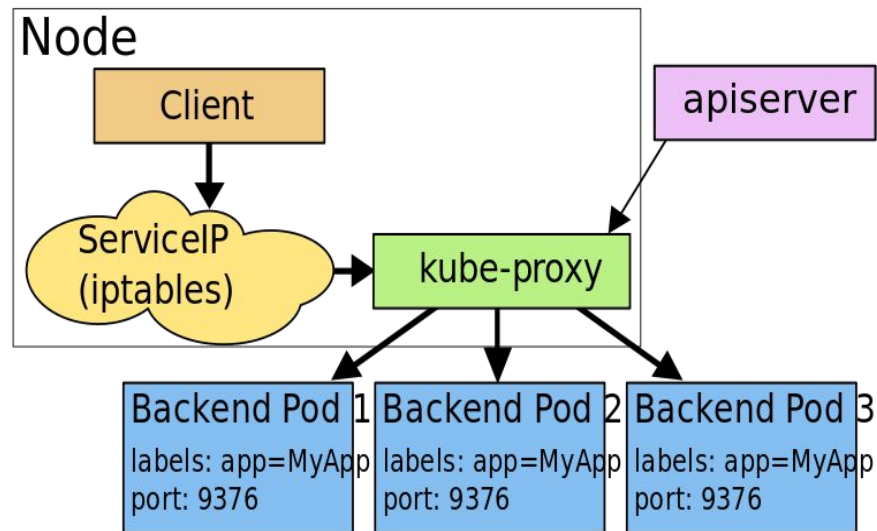 Node
Client
apiserver
ServiceIP
(iptables)
kube-proxy
Backend Pod 1
labels: app=MyApp
port: 9376
Backend Pod 2
labels: app=MyApp
port: 9376
Backend Pod 3
labels: app=MyApp
port: 9376